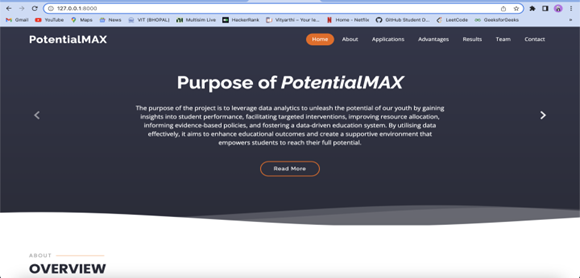 127.0.0.1:8000
Gmail YouTube Maps News VIT (BHOPAL) Multisim Live HackerRank Vityarthi - Your la... Home - Netflix GitHub Student D... LeetCode GeeksforGeeks
PotentialMAX
Home About Applications Advantages Results Team Contact
Purpose of PotentialMAX
The purpose of the project is to leverage data analytics to unleash the potential of our youth by gaining
insights into student performance, facilitating targeted interventions, improving resource allocation,
informing evidence-based policies, and fostering a data-driven education system. By utilising data
effectively, it aims to enhance educational outcomes and create a supportive environment that
empowers students to reach their full potential.
Read More
ABOUT
OVERVIEW